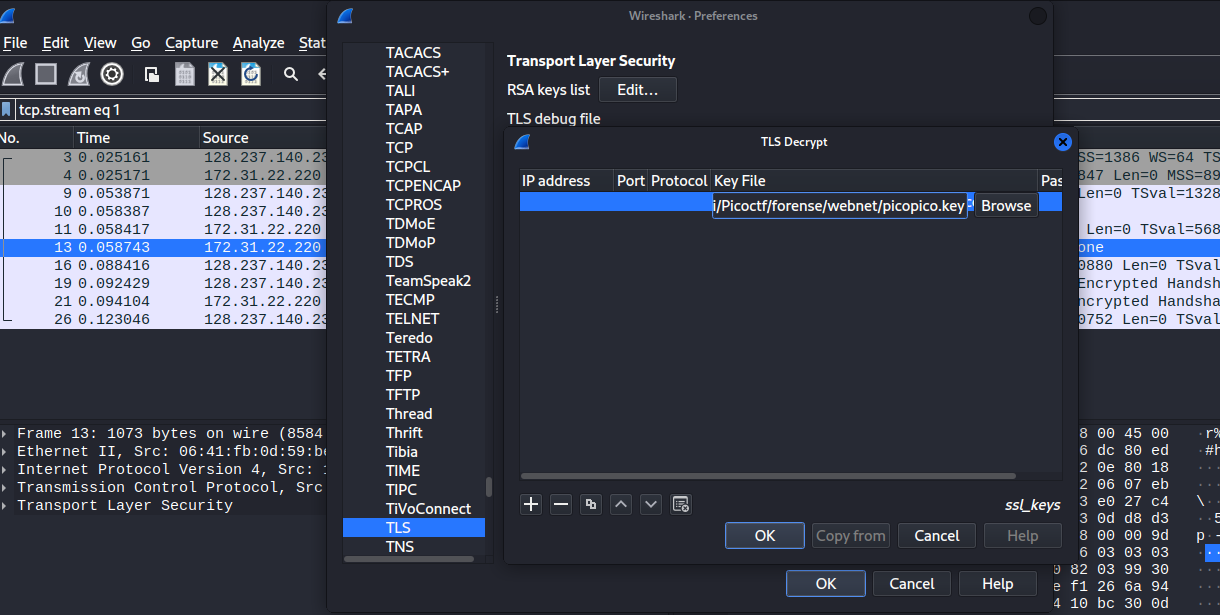 Wireshark · Preferences
File Edit View Go Capture Analyze Stat
tcp.stream eq 1
No. Time Source
3 0.025161 128.237.140.23
4 0.025171 172.31.22.220
9 0.053871 128.237.140.23
10 0.058387 128.237.140.23
11 0.058417 172.31.22.220
13 0.058743 172.31.22.220
16 0.088416 128.237.140.23
19 0.092429 128.237.140.23
21 0.094104 172.31.22.220
26 0.123046 128.237.140.23
Frame 13: 1073 bytes on wire (8584
Ethernet II, Src: 06:41:fb:0d:59:be
Internet Protocol Version 4, Src:
Transmission Control Protocol, Src
Transport Layer Security
TACACS
TACACS+
TALI
TAPA
TCAP
TCP
TCPCL
TCPENCAP
TCPROS
TDMoE
TDMoP
TDS
TeamSpeak2
TECMP
TELNET
Teredo
TETRA
TFP
TFTP
Thread
Thrift
Tibia
TIME
TIPC
TiVoConnect
TLS
TNS
Transport Layer Security
RSA keys list Edit…
TLS debug file
TLS Decrypt
IP address Port Protocol Key File Pas
i/Picoctf/forense/webnet/picopico.key Browse
ssl_keys
OK Copy from Cancel Help
OK Cancel Help
SS=1386 WS=64 TS
847 Len=0 MSS=89
Len=0 TSval=1328
Len=0 TSval=568
one
0880 Len=0 TSval
Encrypted Handsha
ncrypted Handsha
0752 Len=0 TSval
8 00 45 00 ·r%
6 dc 80 ed ·#h
2 0e 80 18 ···
2 06 07 eb ···
3 e0 27 c4 \··
3 0d d8 d3 ··5
8 00 00 9d p·-
6 03 03 03 ···
0 82 03 99 30 ···
e f1 26 6a 94 ···
4 10 bc 30 0d ···